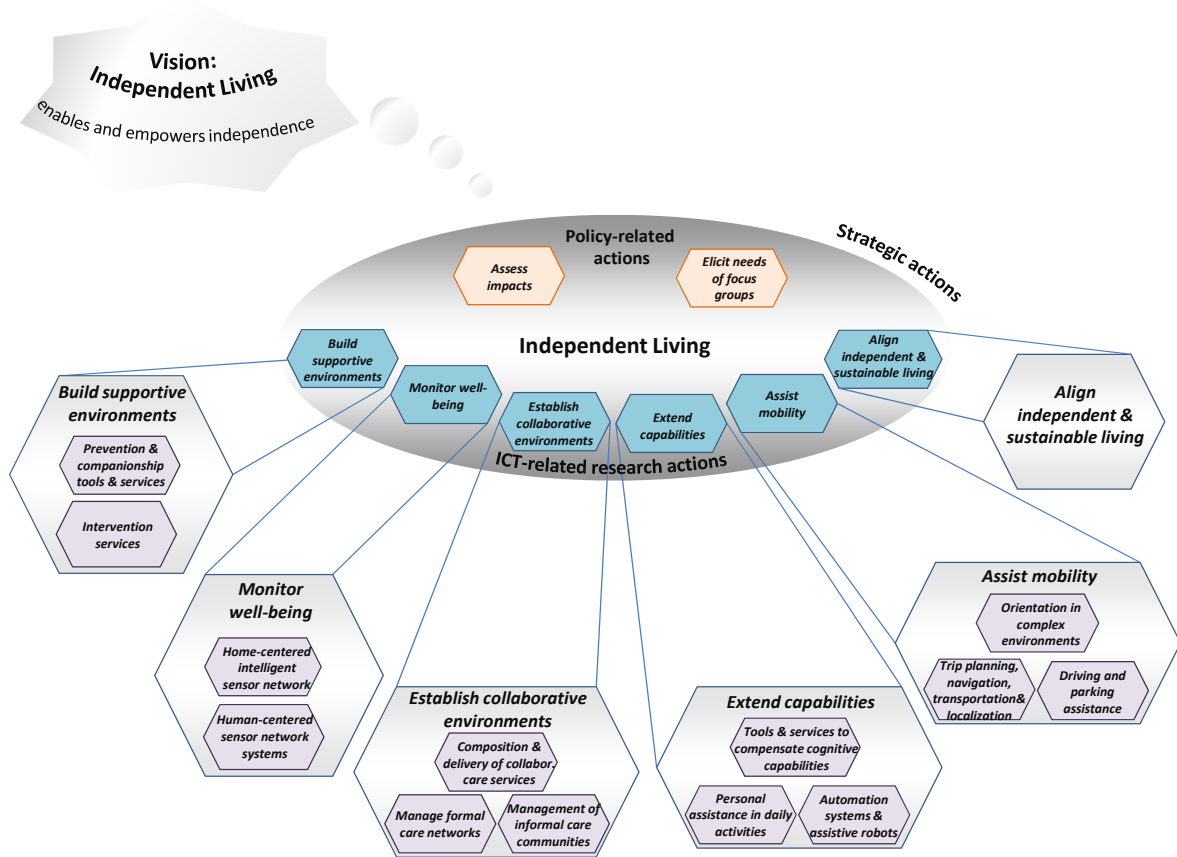 Vision:
Independent Living
enables and empowers independence
Policy-related
actions
Strategic actions
Assess
impacts
Elicit needs
of focus
groups
Independent Living
Build
supportive
environments
Monitor well-
being
Establish
collaborative
environments
Extend
capabilities
Assist
mobility
Align
independent &
sustainable living
ICT-related research actions
Build supportive
environments
Prevention &
companionship
tools & services
Intervention
services
Monitor
well-being
Home-centered
intelligent
sensor network
Human-centered
sensor network
systems
Establish collaborative
environments
Composition &
delivery of collabor.
care services
Manage formal
care networks
Management of
informal care
communities
Extend capabilities
Tools & services to
compensate cognitive
capabilities
Personal
assistance in daily
activities
Automation
systems &
assistive robots
Assist mobility
Orientation in
complex
environments
Trip planning,
navigation,
transportation&
localization
Driving and
parking
assistance
Align
independent &
sustainable living